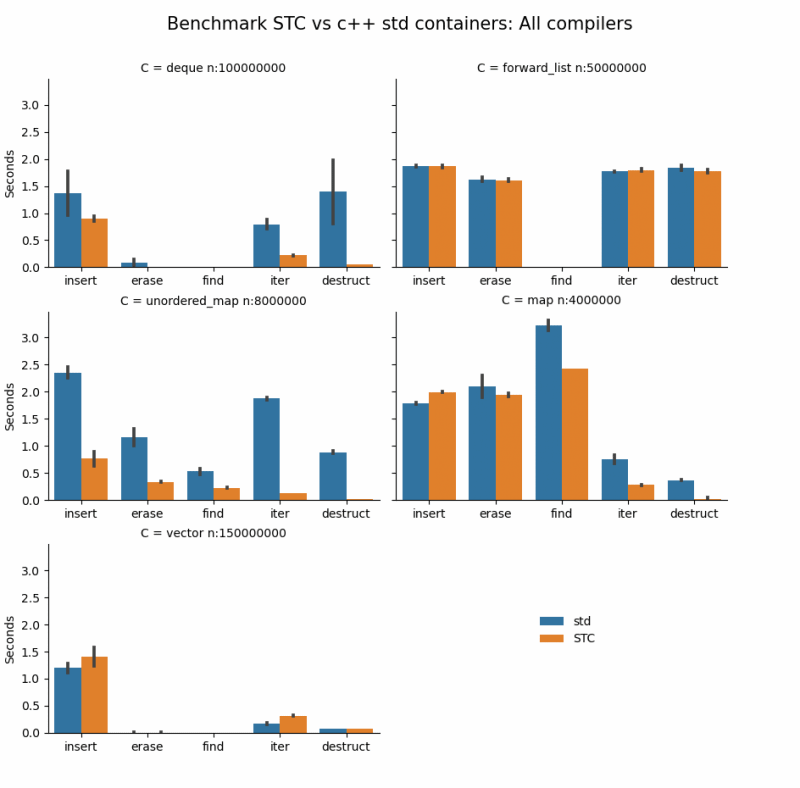 Benchmark STC vs c++ std containers: All compilers
C = deque n:100000000
3.0
2.5
2.0
1.5
1.0
0.5
0.0
Seconds
insert erase find iter destruct
C = forward_list n:50000000
insert erase find iter destruct
C = unordered_map n:8000000
3.0
2.5
2.0
1.5
1.0
0.5
0.0
Seconds
insert erase find iter destruct
C = map n:4000000
insert erase find iter destruct
C = vector n:150000000
3.0
2.5
2.0
1.5
1.0
0.5
0.0
Seconds
insert erase find iter destruct
std
STC